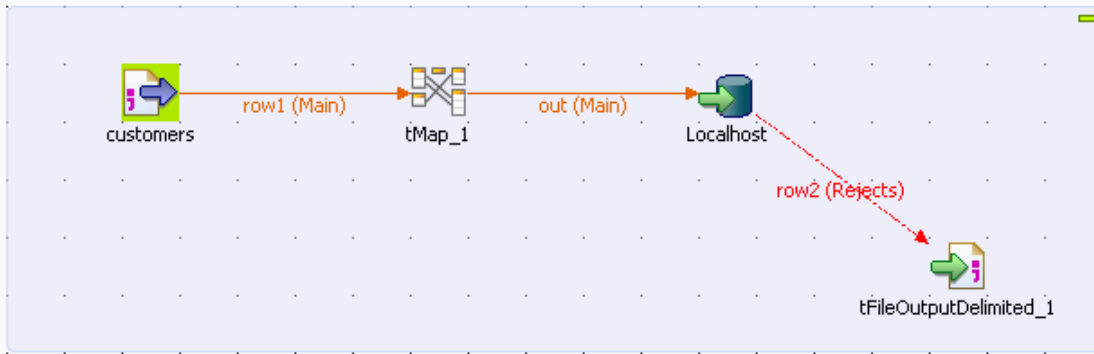 row1 (Main)
out (Main)
customers
tMap_1
Localhost
row2 (Rejects)
tFileOutputDelimited_1